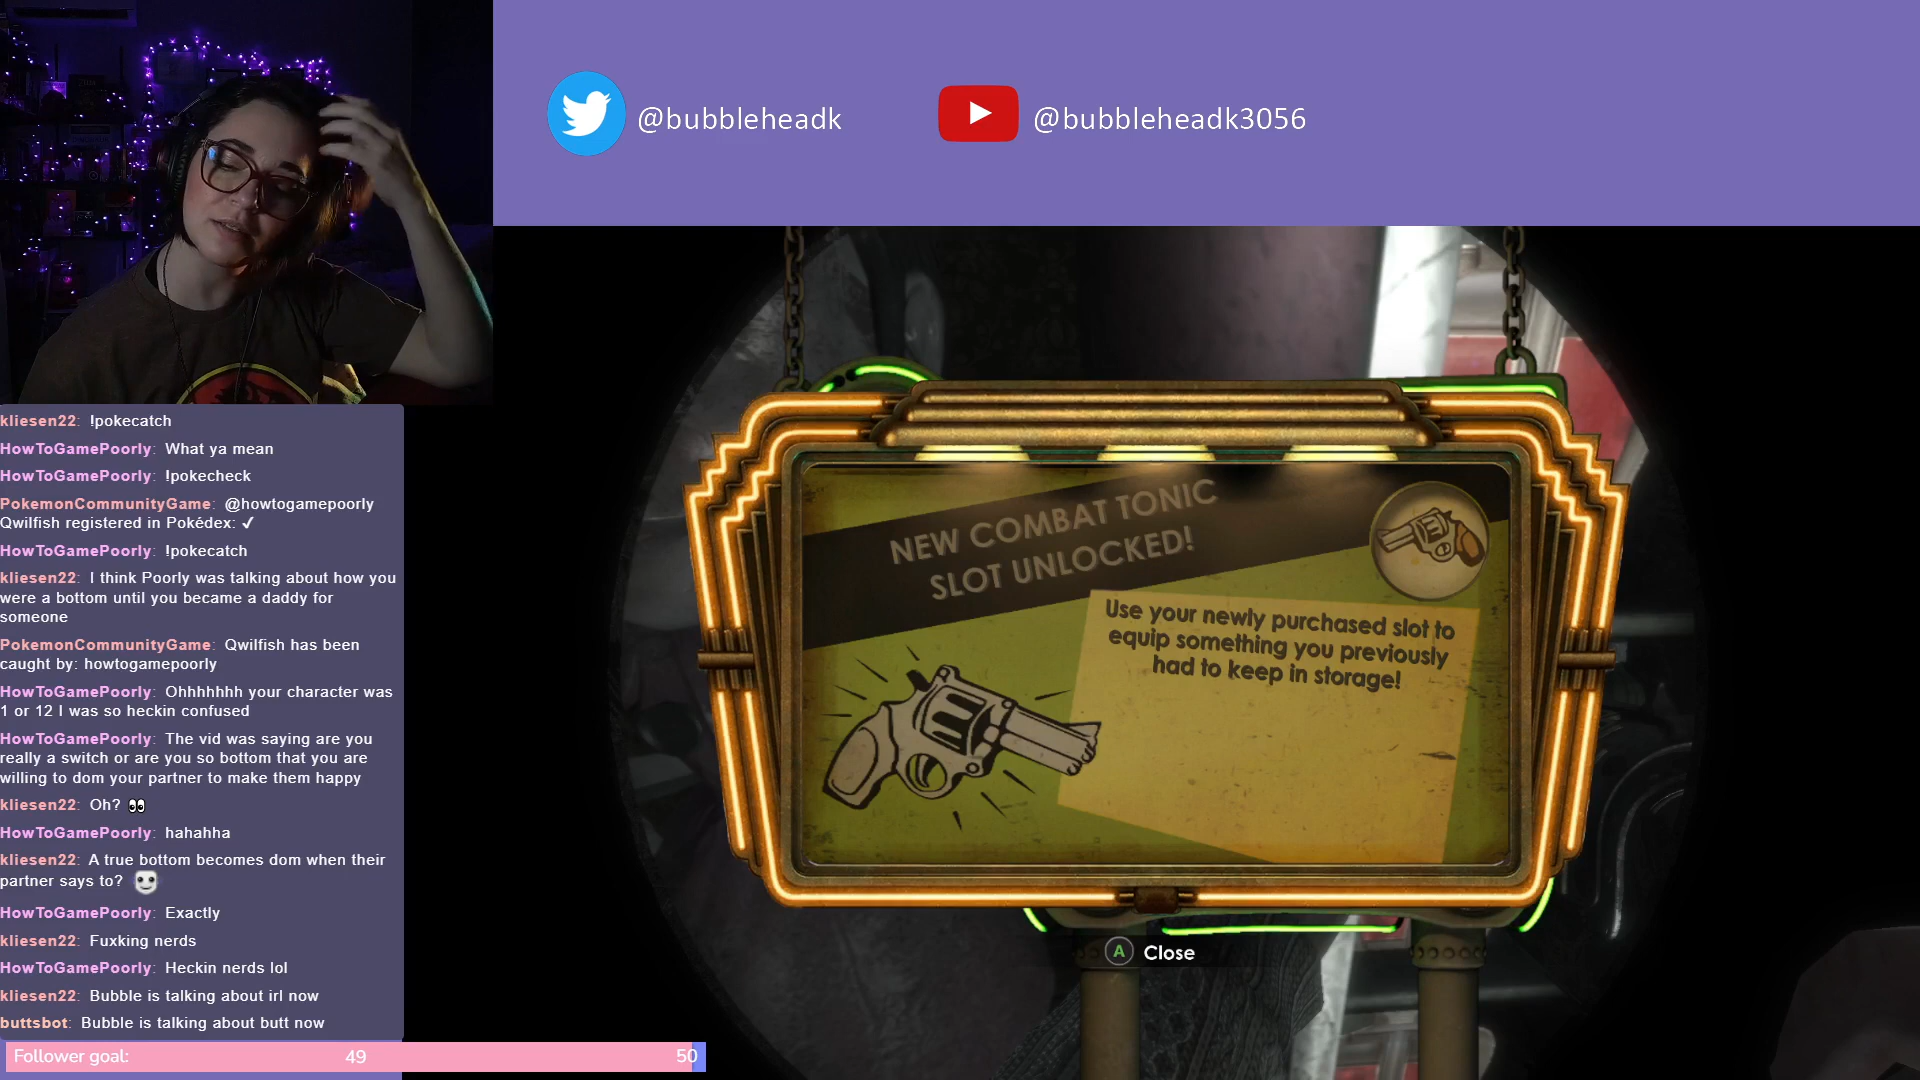 @bubbleheadk
@bubbleheadk3056
kliesen22: !pokecatch
HowToGamePoorly: What ya mean
HowToGamePoorly: !pokecheck
PokemonCommunityGame: @howtogamepoorly
Qwilfish registered in Pokédex: ✓
HowToGamePoorly: !pokecatch
kliesen22: I think Poorly was talking about how you
were a bottom until you became a daddy for
someone
PokemonCommunityGame: Qwilfish has been
caught by: howtogamepoorly
HowToGamePoorly: Ohhhhhhh your character was
1 or 12 I was so heckin confused
HowToGamePoorly: The vid was saying are you
really a switch or are you so bottom that you are
willing to dom your partner to make them happy
kliesen22: Oh? 👀
HowToGamePoorly: hahahha
kliesen22: A true bottom becomes dom when their
partner says to?
HowToGamePoorly: Exactly
kliesen22: Fuxking nerds
HowToGamePoorly: Heckin nerds lol
kliesen22: Bubble is talking about irl now
buttsbot: Bubble is talking about butt now
Follower goal: 49 50
NEW COMBAT TONIC
SLOT UNLOCKED!
Use your newly purchased slot to
equip something you previously
had to keep in storage!
A Close